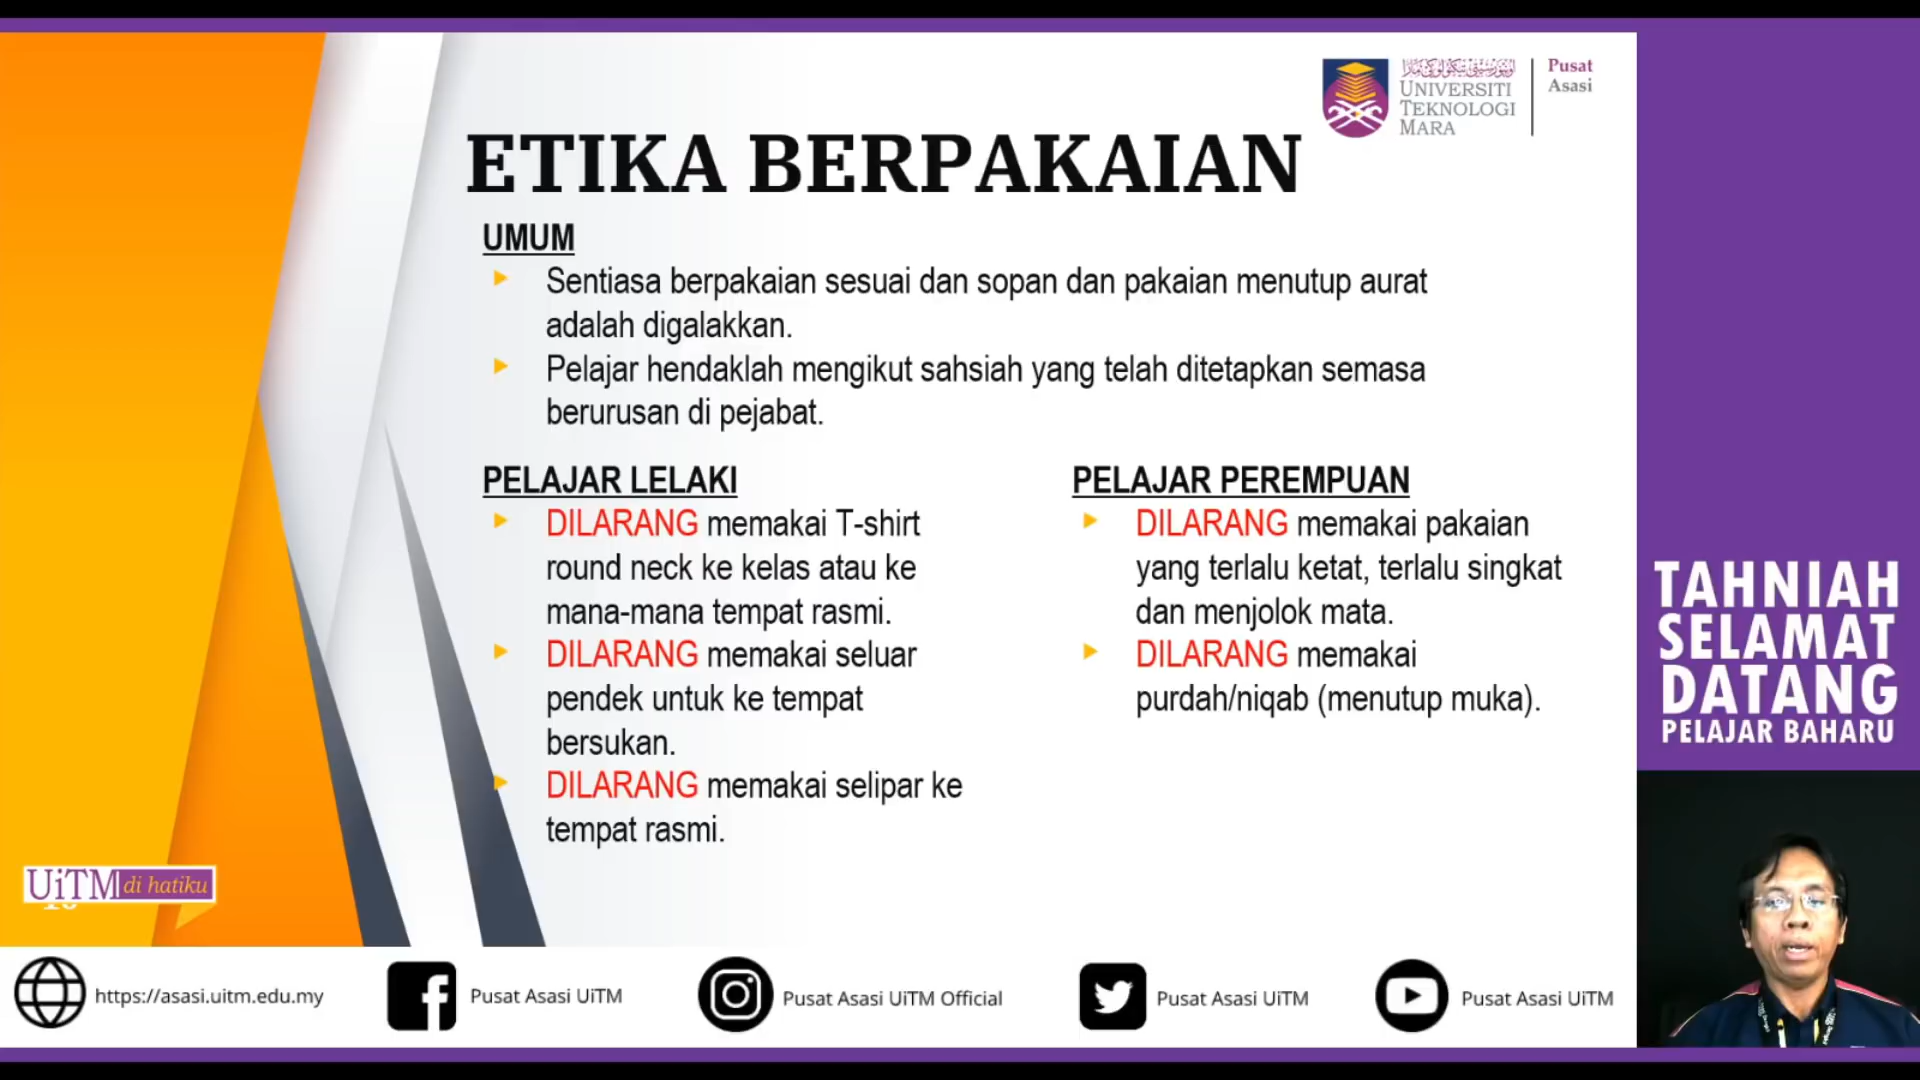 UNIVERSITI
TEKNOLOGI
MARA
Pusat
Asasi
ETIKA BERPAKAIAN
UMUM
Sentiasa berpakaian sesuai dan sopan dan pakaian menutup aurat
adalah digalakkan.
Pelajar hendaklah mengikut sahsiah yang telah ditetapkan semasa
berurusan di pejabat.
PELAJAR LELAKI
DILARANG memakai T-shirt
round neck ke kelas atau ke
mana-mana tempat rasmi.
DILARANG memakai seluar
pendek untuk ke tempat
bersukan.
DILARANG memakai selipar ke
tempat rasmi.
PELAJAR PEREMPUAN
DILARANG memakai pakaian
yang terlalu ketat, terlalu singkat
dan menjolok mata.
DILARANG memakai
purdah/niqab (menutup muka).
TAHNIAH
SELAMAT
DATANG
PELAJAR BAHARU
UiTM di hatiku
https://asasi.uitm.edu.my
Pusat Asasi UiTM
Pusat Asasi UiTM Official
Pusat Asasi UiTM
Pusat Asasi UiTM